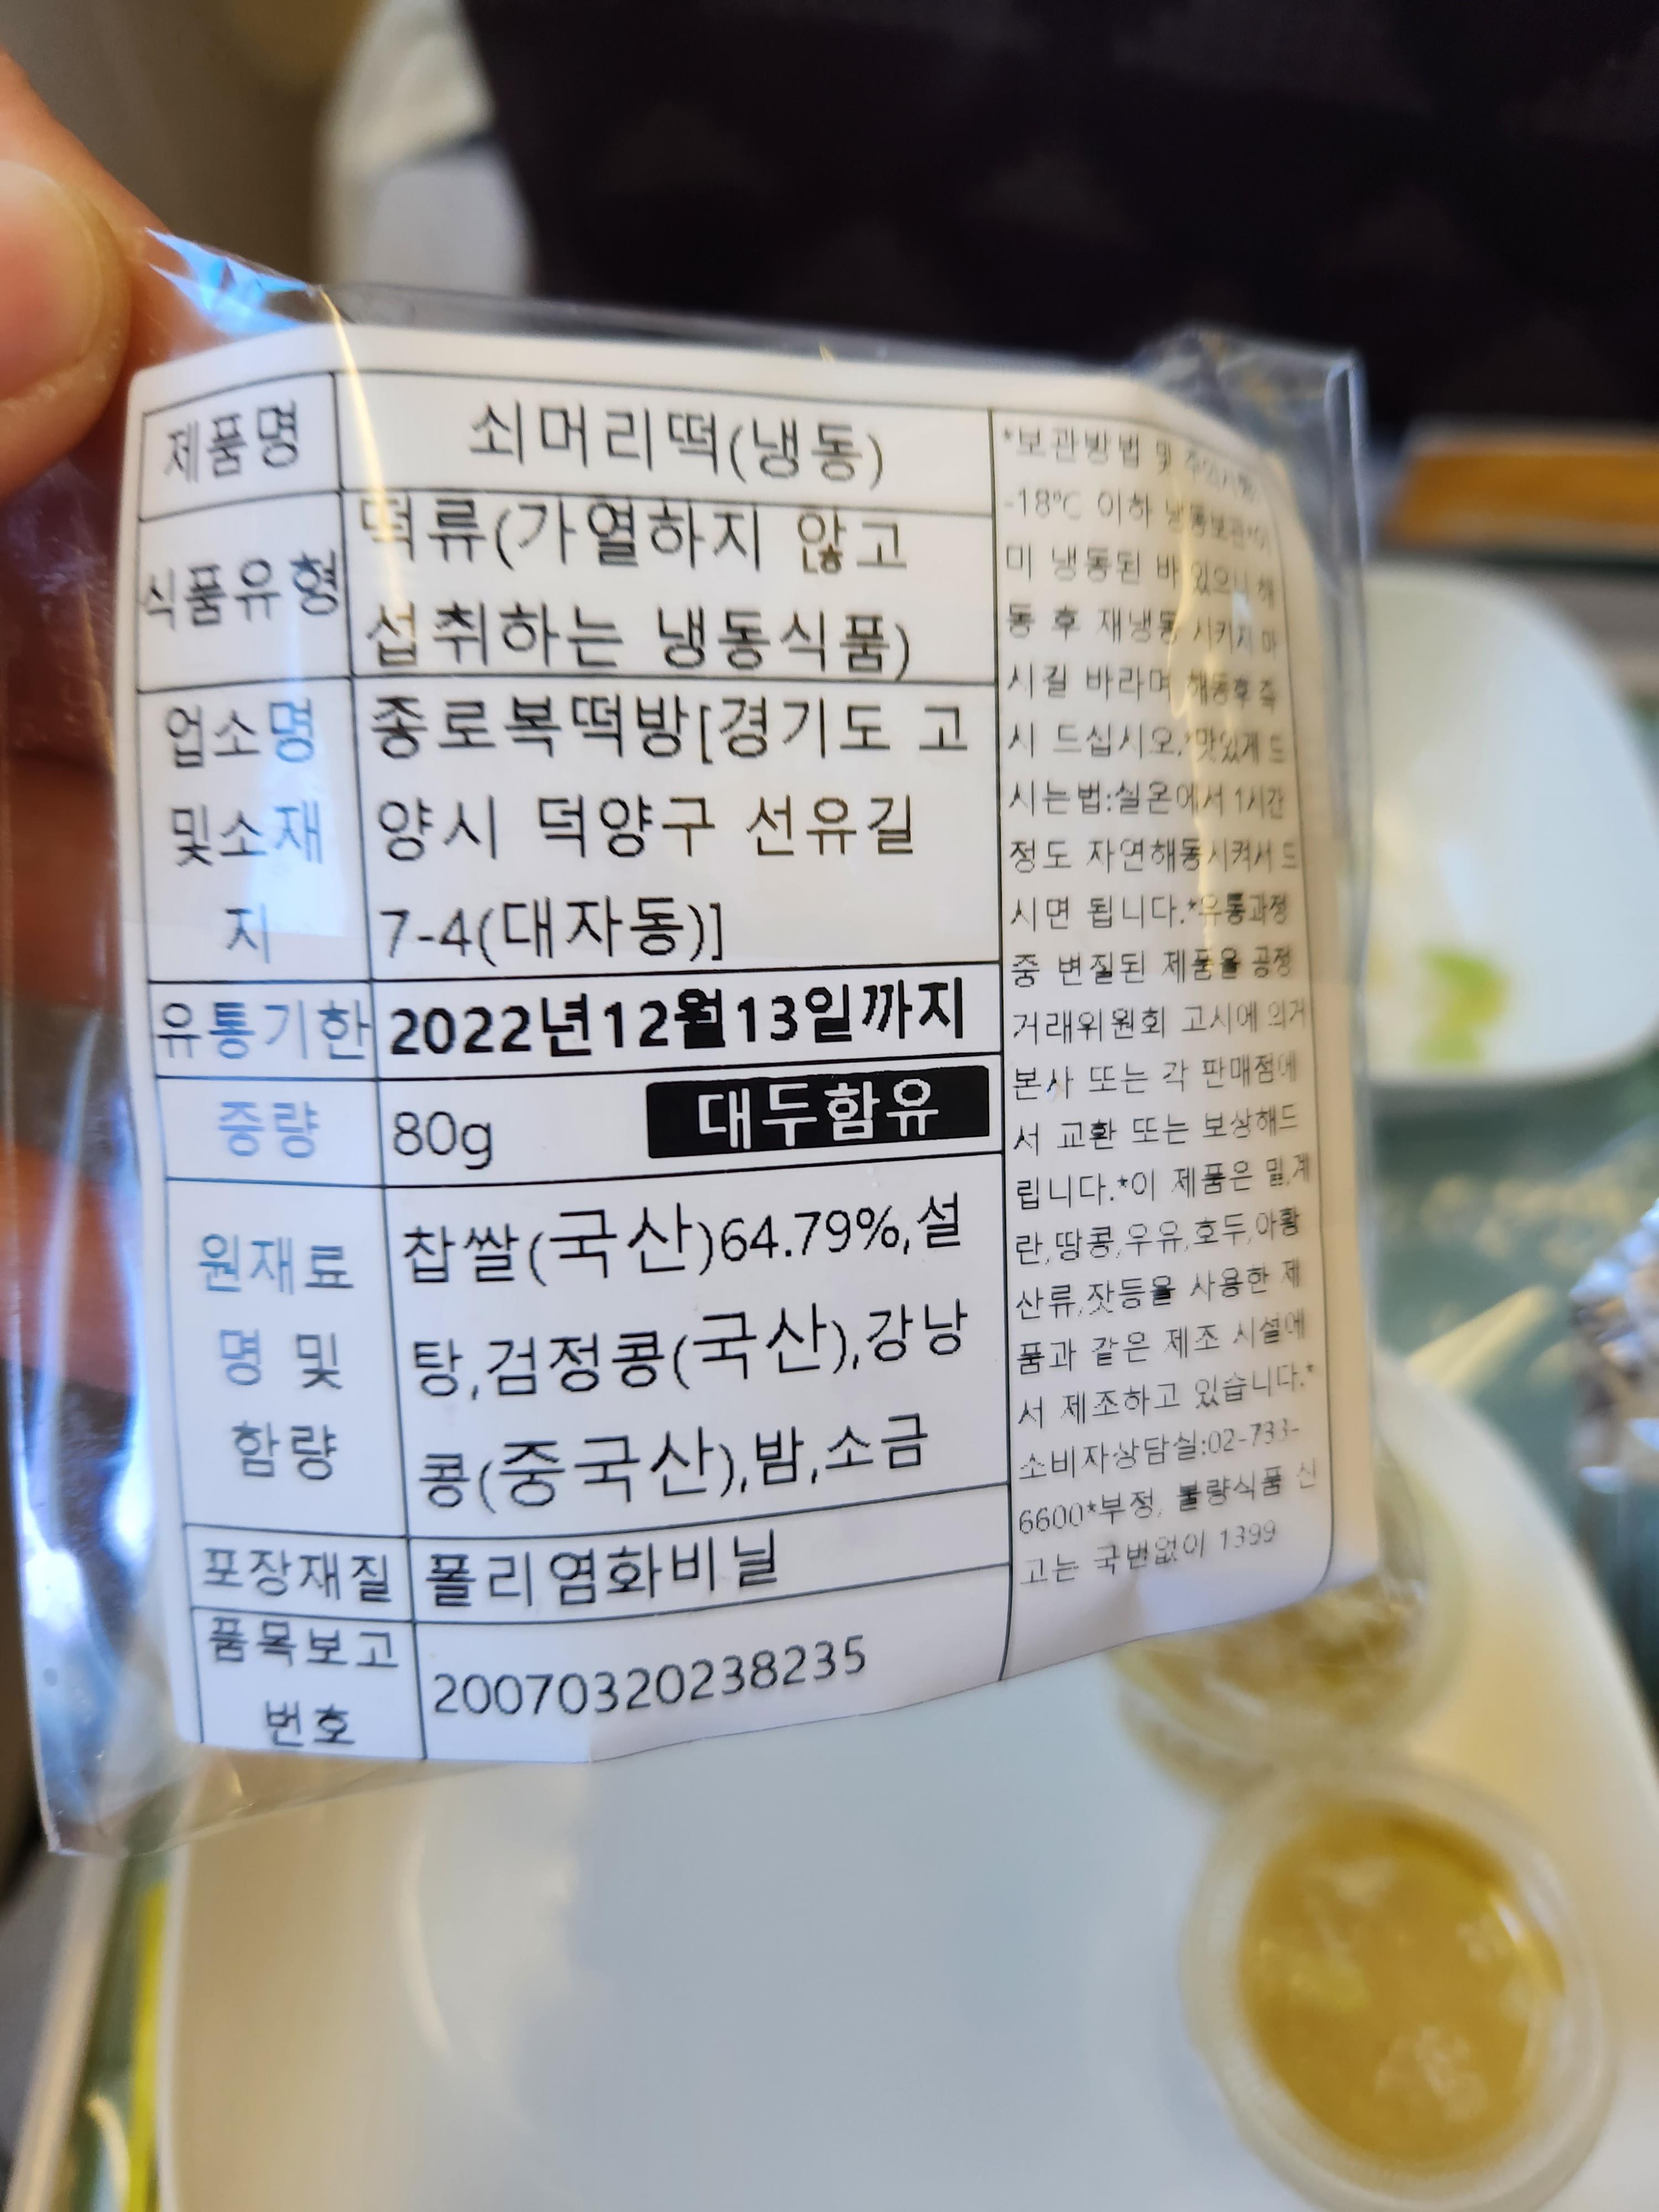 제품명
쇠머리떡(냉동)
식품유형
떡류(가열하지 않고
섭취하는 냉동식품)
업소명
및소재
지
종로복떡방[경기도 고
양시 덕양구 선유길
7-4(대자동)]
유통기한
2022년12월13일까지
중량
80g
대두함유
원재료
명 및
함량
찹쌀(국산)64.79%,설
탕,검정콩(국산),강낭
콩(중국산),밤,소금
포장재질
폴리염화비닐
품목보고
번호
20070320238235
*보관방법 및 주의사항:
-18℃ 이하 냉동보관*이
미 냉동된 바 있으니 해
동 후 재냉동 시키지 마
시길 바라며 해동후 즉
시 드십시오.*맛있게 드
시는법:실온에서 1시간
정도 자연해동시켜서 드
시면 됩니다.*유통과정
중 변질된 제품을 공정
거래위원회 고시에 의거
본사 또는 각 판매점에
서 교환 또는 보상해드
립니다.*이 제품은 밀,계
란,땅콩,우유,호두,아황
산류,잣등을 사용한 제
품과 같은 제조 시설에
서 제조하고 있습니다.*
소비자상담실:02-733-
6600*부정, 불량식품 신
고는 국번없이 1399